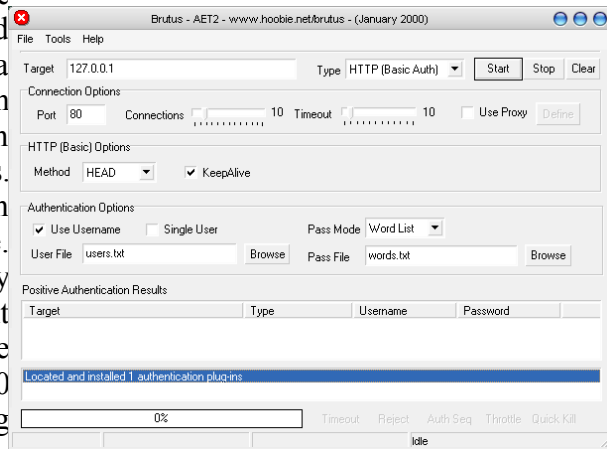 Brutus - AET2 - www.hoobie.net/brutus - (January 2000)
File Tools Help
Target 127.0.0.1 Type HTTP (Basic Auth) Start Stop Clear
Connection Options
Port 80 Connections 10 Timeout 10 Use Proxy Define
HTTP (Basic) Options
Method HEAD KeepAlive
Authentication Options
Use Username Single User Pass Mode Word List
User File users.txt Browse Pass File words.txt Browse
Positive Authentication Results
Target Type Username Password
Located and installed 1 authentication plug-ins
0% Timeout Reject Auth Seq Throttle Quick Kill
Idle